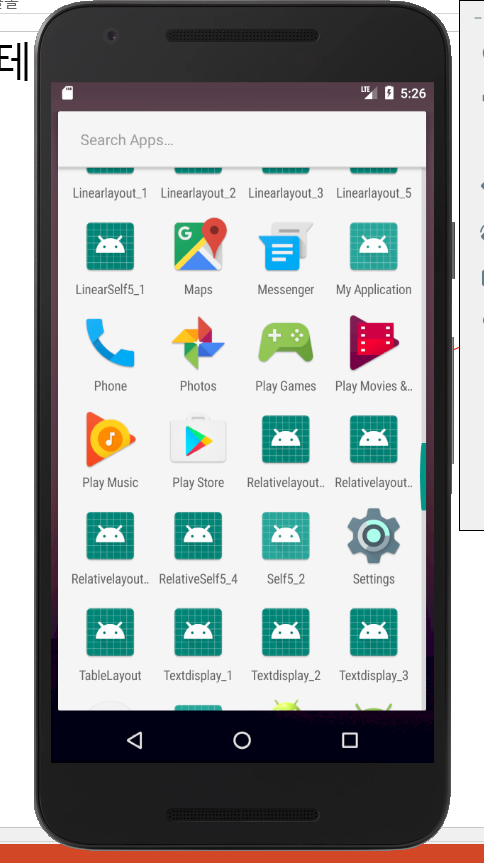 테
LTE 5:26
Search Apps...
Linearlayout_1 Linearlayout_2 Linearlayout_3 Linearlayout_5
LinearSelf5_1 Maps Messenger My Application
Phone Photos Play Games Play Movies &..
Play Music Play Store Relativelayout.. Relativelayout..
Relativelayout.. RelativeSelf5_4 Self5_2 Settings
TableLayout Textdisplay_1 Textdisplay_2 Textdisplay_3